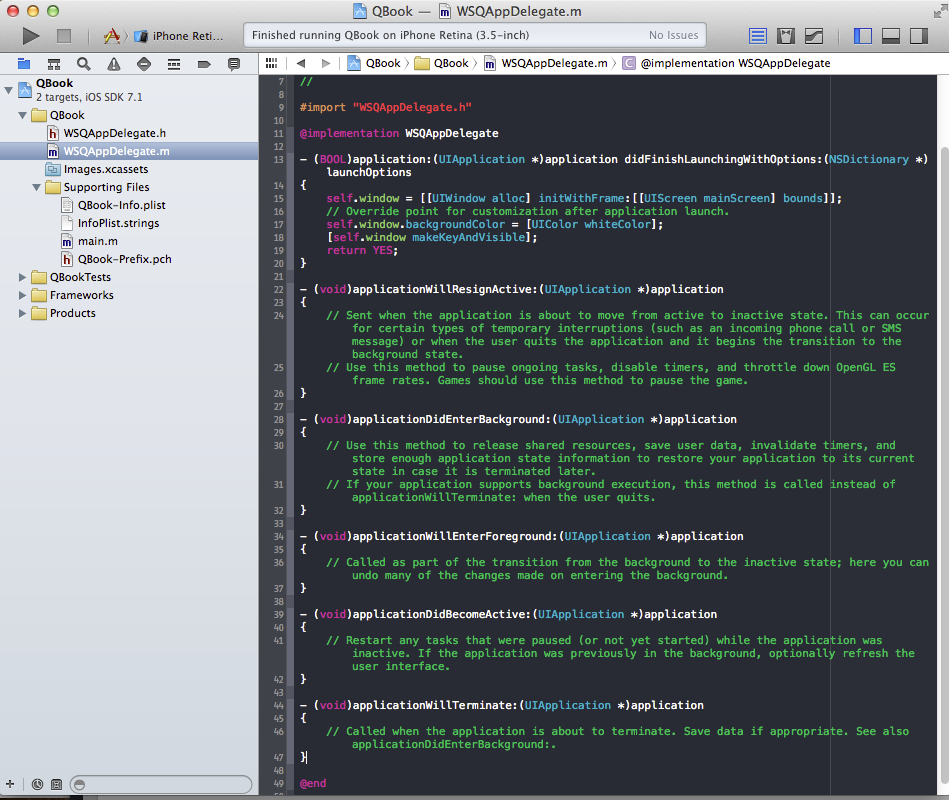 QBook — WSQAppDelegate.m
iPhone Reti...
Finished running QBook on iPhone Retina (3.5-inch)
No Issues
QBook
2 targets, iOS SDK 7.1
QBook
WSQAppDelegate.h
WSQAppDelegate.m
Images.xcassets
Supporting Files
QBook-Info.plist
InfoPlist.strings
main.m
QBook-Prefix.pch
QBookTests
Frameworks
Products
QBook QBook WSQAppDelegate.m @implementation WSQAppDelegate
7 //
8
9 #import "WSQAppDelegate.h"
10
11 @implementation WSQAppDelegate
12
13 - (BOOL)application:(UIApplication *)application didFinishLaunchingWithOptions:(NSDictionary *)
launchOptions
14 {
15 self.window = [[UIWindow alloc] initWithFrame:[[UIScreen mainScreen] bounds]];
16 // Override point for customization after application launch.
17 self.window.backgroundColor = [UIColor whiteColor];
18 [self.window makeKeyAndVisible];
19 return YES;
20 }
21
22 - (void)applicationWillResignActive:(UIApplication *)application
23 {
24 // Sent when the application is about to move from active to inactive state. This can occur
for certain types of temporary interruptions (such as an incoming phone call or SMS
message) or when the user quits the application and it begins the transition to the
background state.
25 // Use this method to pause ongoing tasks, disable timers, and throttle down OpenGL ES
frame rates. Games should use this method to pause the game.
26 }
27
28 - (void)applicationDidEnterBackground:(UIApplication *)application
29 {
30 // Use this method to release shared resources, save user data, invalidate timers, and
store enough application state information to restore your application to its current
state in case it is terminated later.
31 // If your application supports background execution, this method is called instead of
applicationWillTerminate: when the user quits.
32 }
33
34 - (void)applicationWillEnterForeground:(UIApplication *)application
35 {
36 // Called as part of the transition from the background to the inactive state; here you can
undo many of the changes made on entering the background.
37 }
38
39 - (void)applicationDidBecomeActive:(UIApplication *)application
40 {
41 // Restart any tasks that were paused (or not yet started) while the application was
inactive. If the application was previously in the background, optionally refresh the
user interface.
42 }
43
44 - (void)applicationWillTerminate:(UIApplication *)application
45 {
46 // Called when the application is about to terminate. Save data if appropriate. See also
applicationDidEnterBackground:.
47 }
48
49 @end